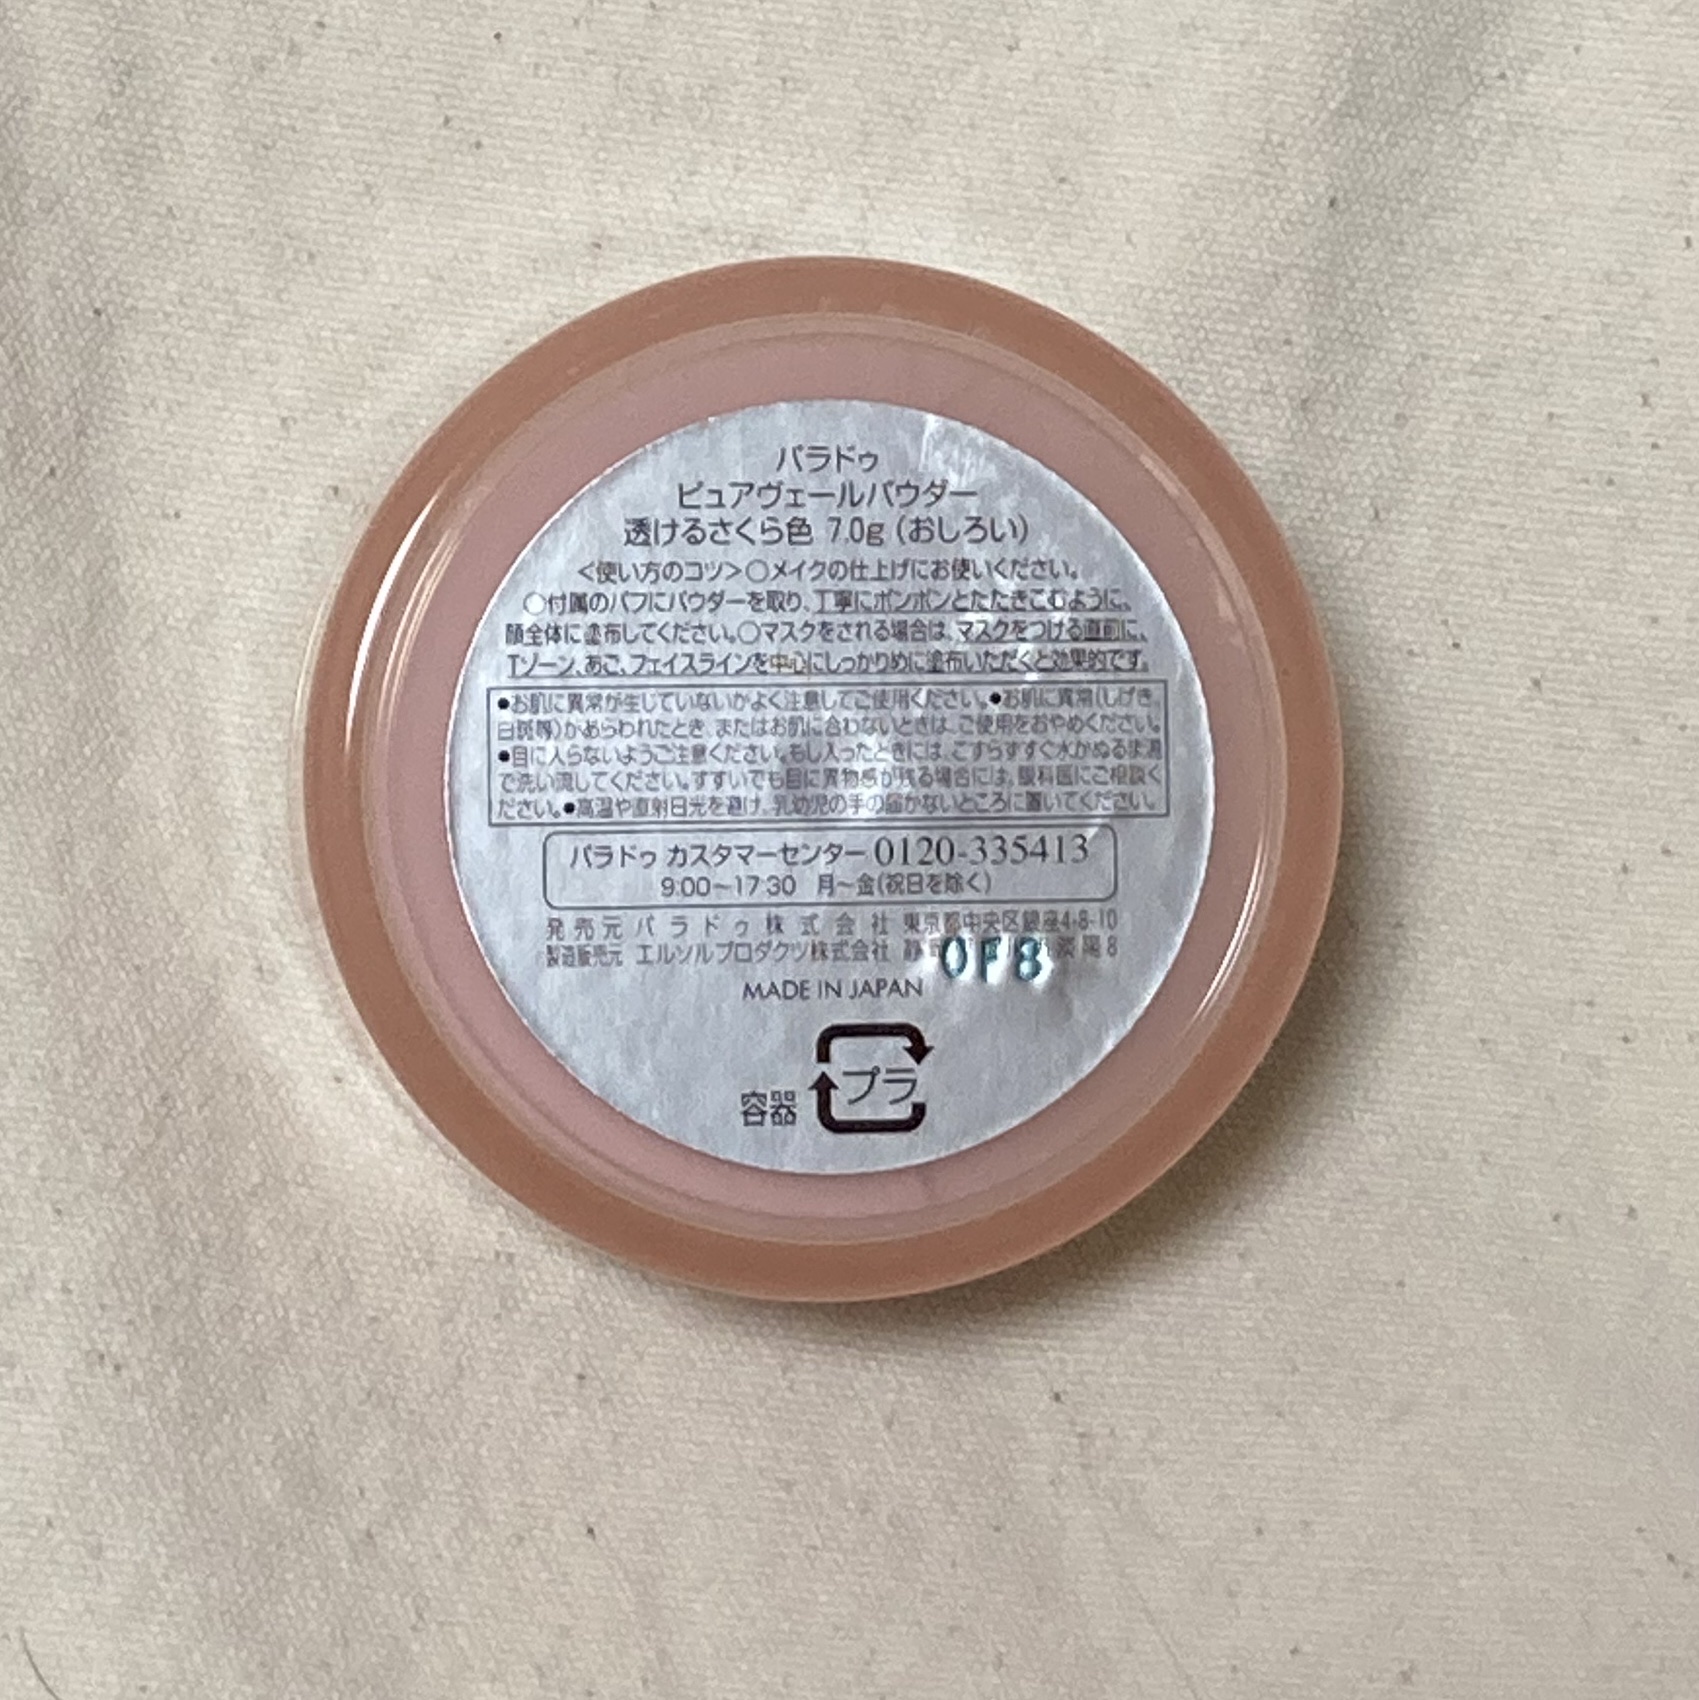 パラドゥ
ピュアヴェールパウダー
透けるさくら色 7.0g (おしろい)
<使い方のコツ>○メイクの仕上げにお使いください。
○付属のパフにパウダーを取り、丁寧にポンポンとたたきこむように、
顔全体に塗布してください。○マスクをされる場合は、マスクをつける直前に、
Tゾーン、あご、フェイスラインを中心にしっかりめに塗布いただくと効果的です。
●お肌に異常が生じていないかよく注意してご使用ください。●お肌に異常(しげき、
白斑等)があらわれたとき、またはお肌に合わないときは、ご使用をおやめください。
●目に入らないようご注意ください。もし入ったときには、こすらずすぐ水かぬるま湯
で洗い流してください。すすいでも目に異物感が残る場合には、眼科医にご相談く
ださい。●高温や直射日光を避け、乳幼児の手の届かないところに置いてください。
パラドゥ カスタマーセンター 0120-335413
9:00〜17:30 月〜金(祝日を除く)
発売元 パラドゥ株式会社 東京都中央区銀座4-8-10
製造販売元 エルソルプロダクツ株式会社 静 淡陽8
0F8
MADE IN JAPAN
プラ
容器